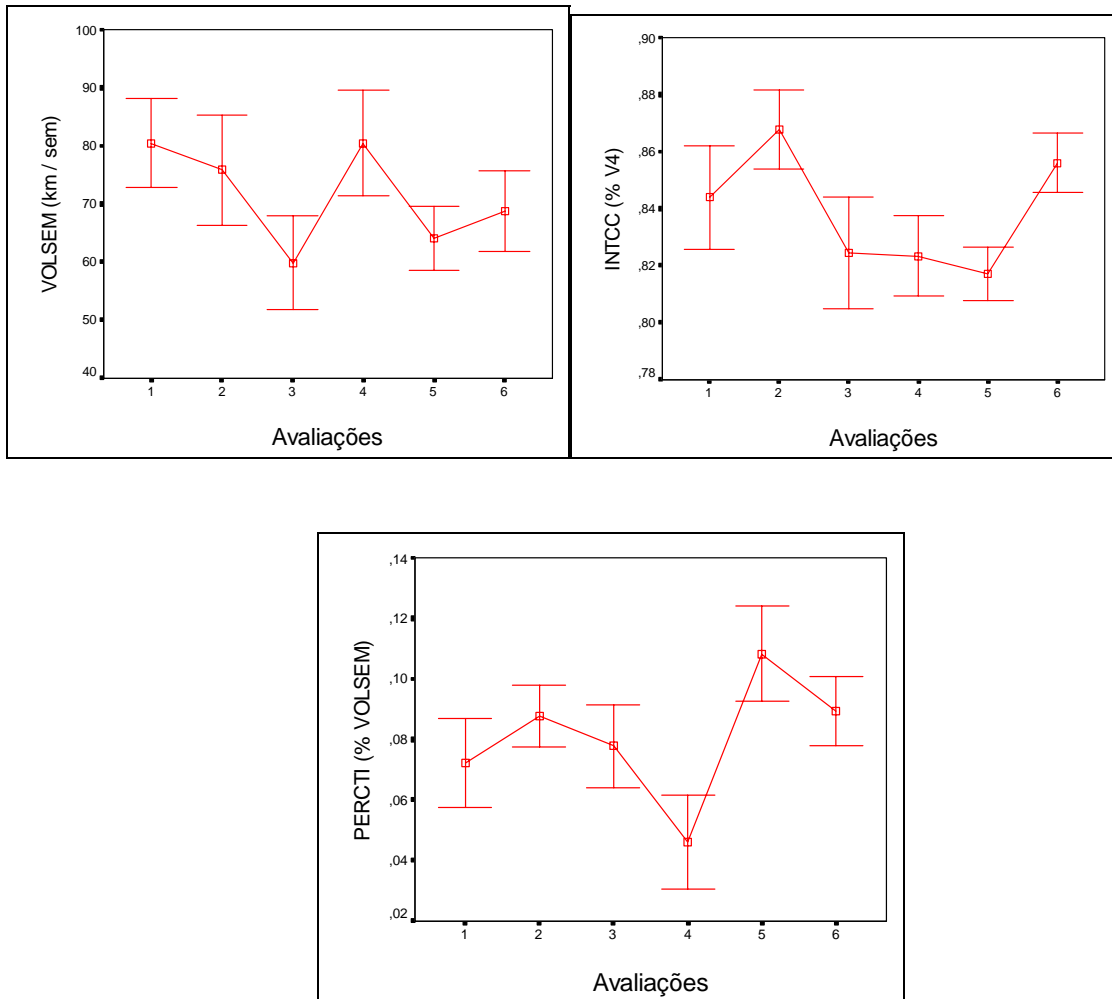 VOLSEM (km / sem)
100
90
80
70
60
50
40
1 2 3 4 5 6
Avaliações
INTCC (% V4)
,90
,88
,86
,84
,82
,80
,78
1 2 3 4 5 6
Avaliações
PERCTI (% VOLSEM)
,14
,12
,10
,08
,06
,04
,02
1 2 3 4 5 6
Avaliações